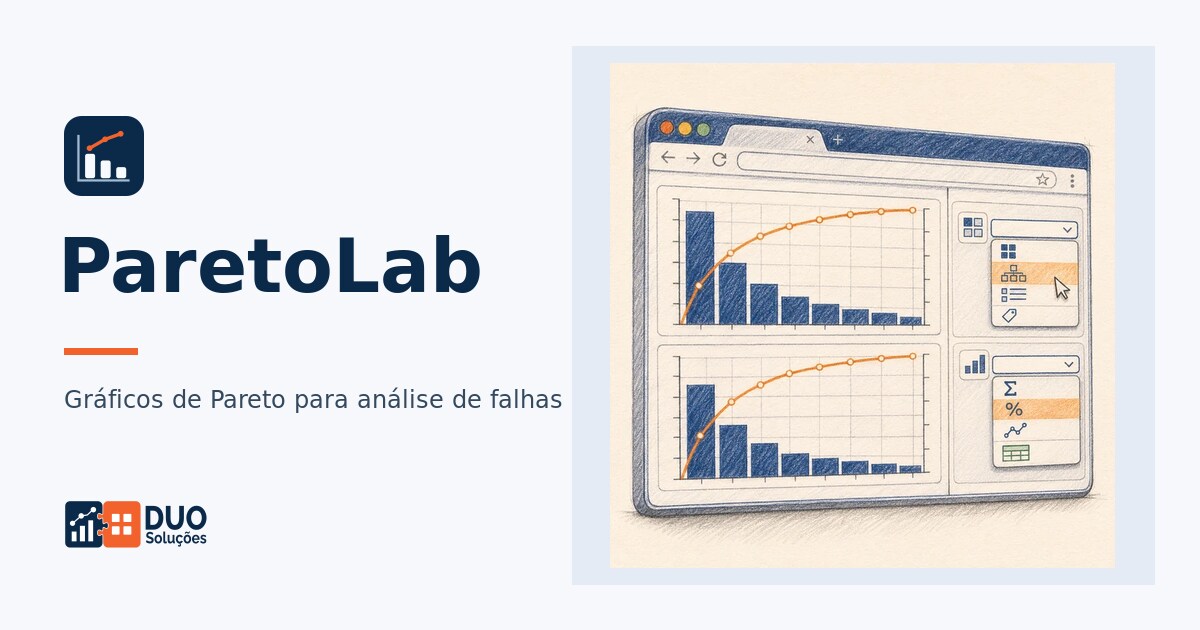 ParetoLab
Gráficos de Pareto para análise de falhas
DUO
Soluções
Σ
%